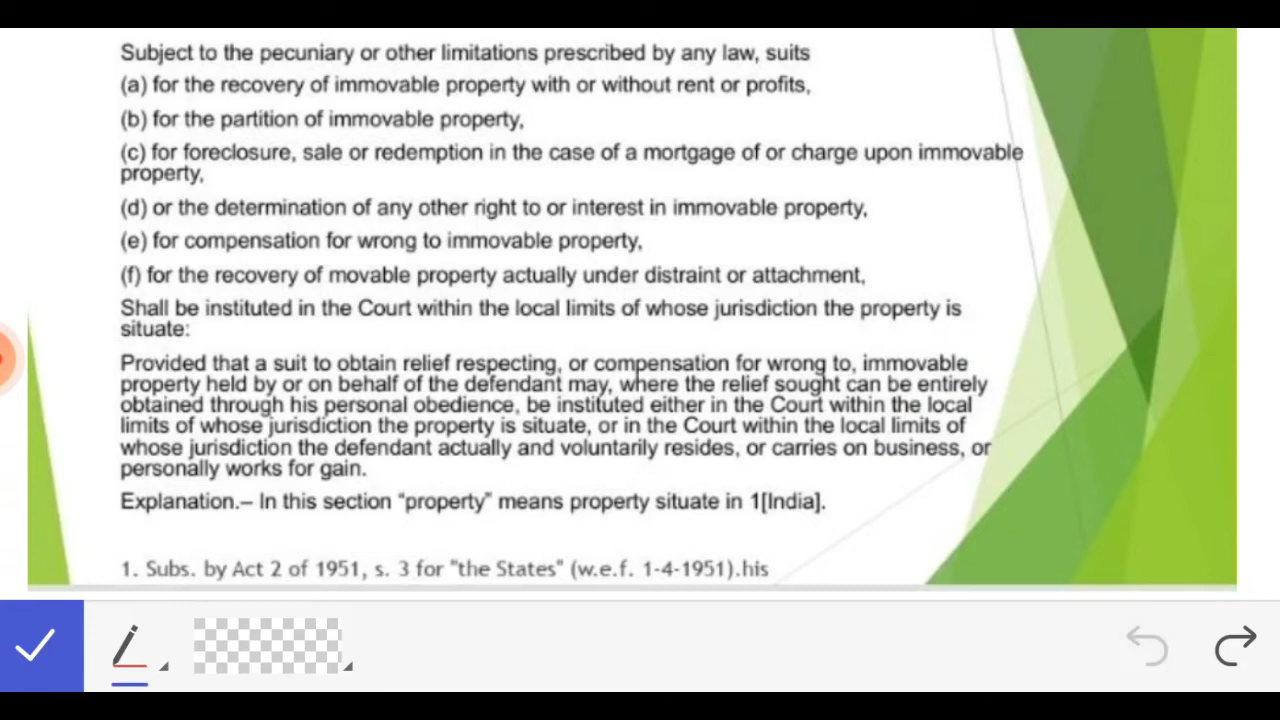 Subject to the pecuniary or other limitations prescribed by any law, suits
(a) for the recovery of immovable property with or without rent or profits,
(b) for the partition of immovable property,
(c) for foreclosure, sale or redemption in the case of a mortgage of or charge upon immovable
property,
(d) or the determination of any other right to or interest in immovable property,
(e) for compensation for wrong to immovable property,
(f) for the recovery of movable property actually under distraint or attachment,
Shall be instituted in the Court within the local limits of whose jurisdiction the property is
situate:
Provided that a suit to obtain relief respecting, or compensation for wrong to, immovable
property held by or on behalf of the defendant may, where the relief sought can be entirely
obtained through his personal obedience, be instituted either in the Court within the local
limits of whose jurisdiction the property is situate, or in the Court within the local limits of
whose jurisdiction the defendant actually and voluntarily resides, or carries on business, or
personally works for gain.
Explanation.– In this section “property” means property situate in 1[India].
1. Subs. by Act 2 of 1951, s. 3 for "the States" (w.e.f. 1-4-1951).his